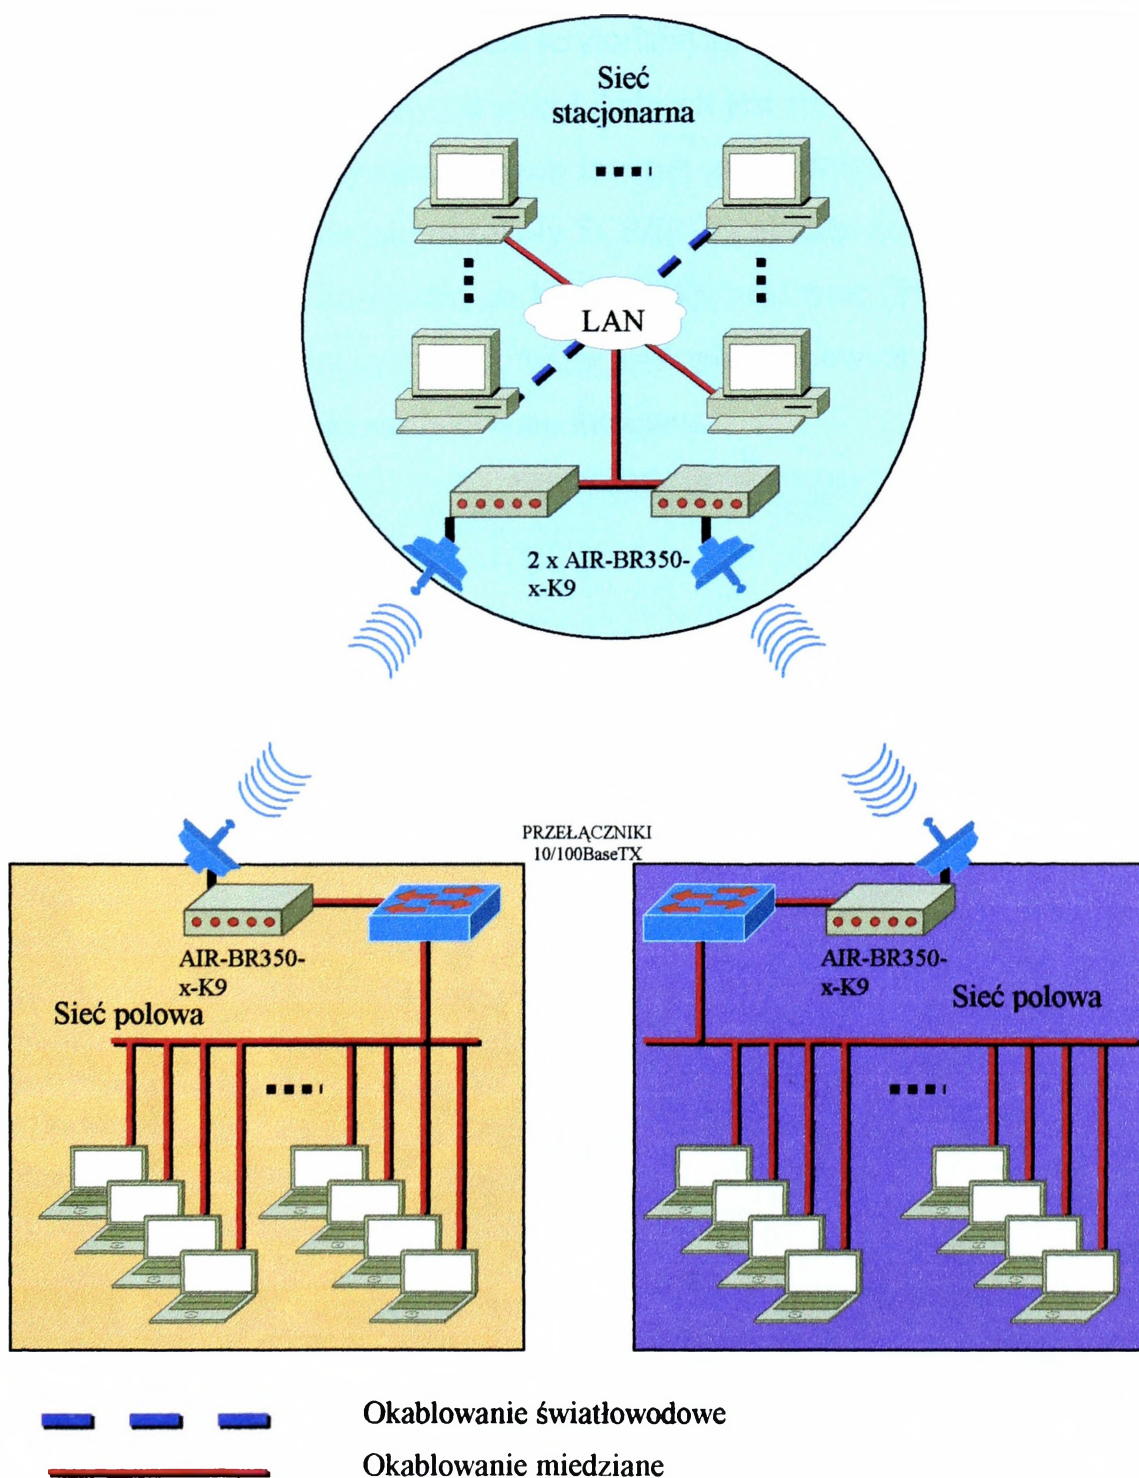 Sieć
stacjonarna
LAN
2 x AIR-BR350-
x-K9
PRZEŁĄCZNIKI
10/100BaseTX
AIR-BR350-
x-K9
Sieć polowa
AIR-BR350-
x-K9
Sieć polowa
Okablowanie światłowodowe
Okablowanie miedziane